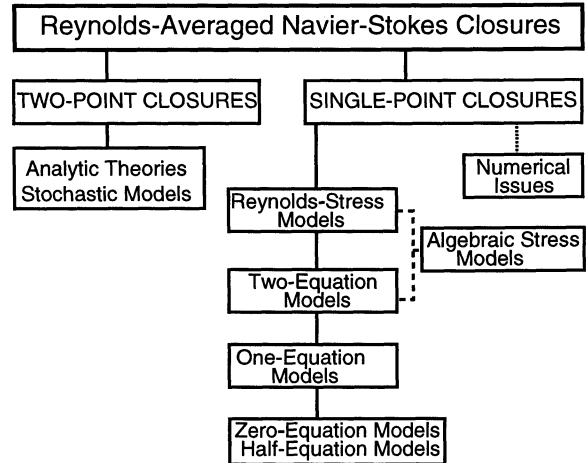 Reynolds-Averaged Navier-Stokes Closures
TWO-POINT CLOSURES
SINGLE-POINT CLOSURES
Analytic Theories
Stochastic Models
Numerical
Issues
Reynolds-Stress
Models
Algebraic Stress
Models
Two-Equation
Models
One-Equation
Models
Zero-Equation Models
Half-Equation Models